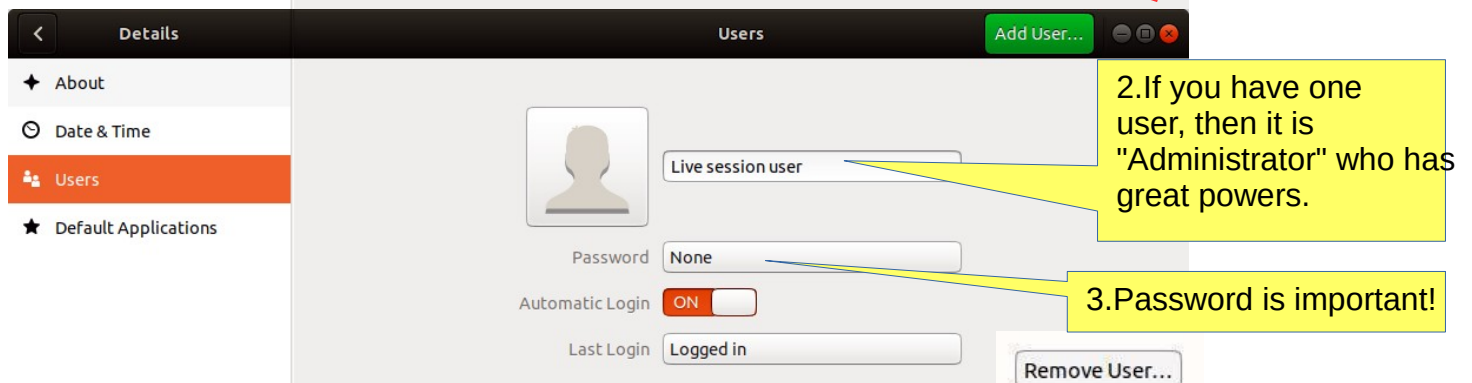 Details
Users
Add User...
About
Date & Time
Users
Default Applications
Live session user
Password None
Automatic Login ON
Last Login Logged in
Remove User...
2.If you have one
user, then it is
"Administrator" who has
great powers.
3.Password is important!